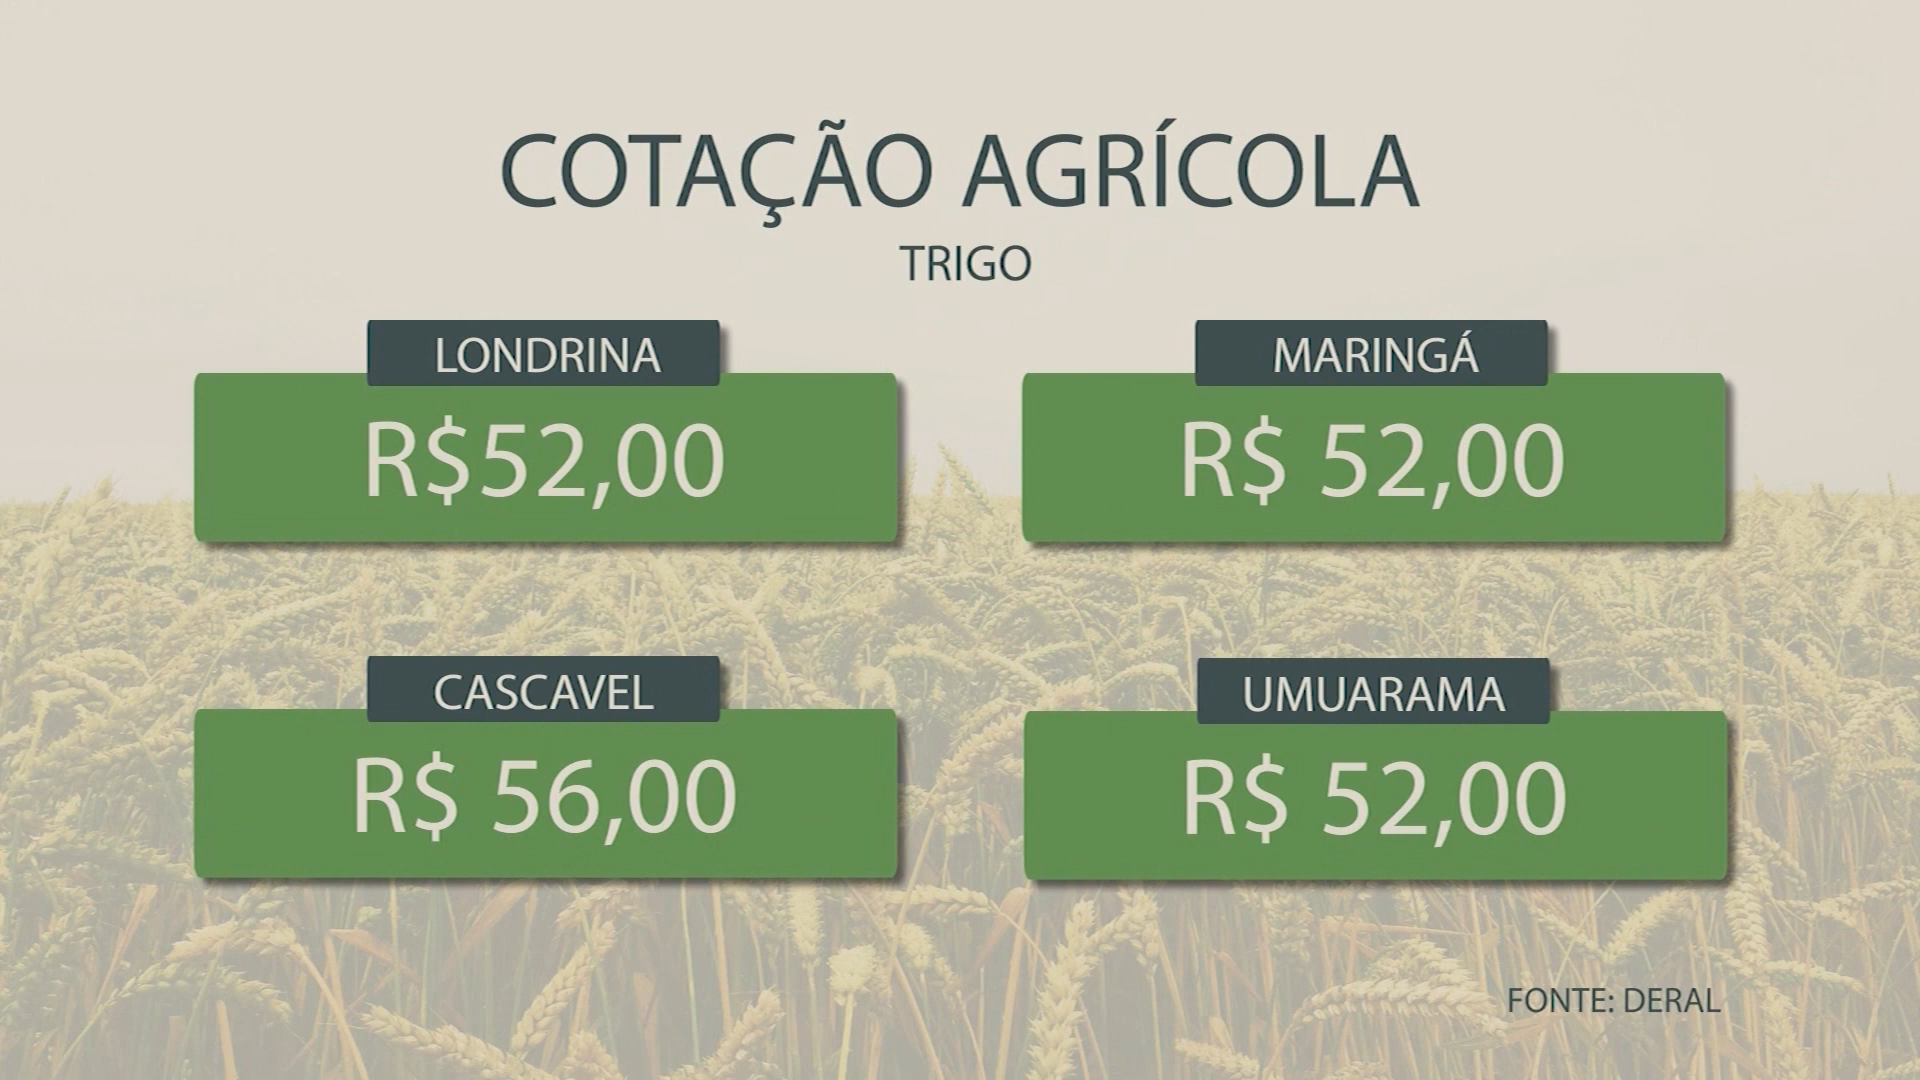 COTAÇÃO AGRÍCOLA
TRIGO
LONDRINA
R$52,00
MARINGÁ
R$ 52,00
CASCAVEL
R$ 56,00
UMUARAMA
R$ 52,00
FONTE: DERAL